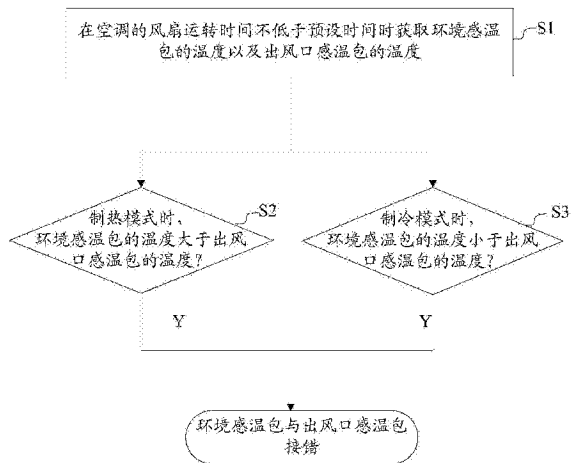 在空调的风扇运转时间不低于预设时间时获取环境感温
包的温度以及出风口感温包的温度
S1
制热模式时，
环境感温包的温度大于出风
口感温包的温度？
S2
制冷模式时，
环境感温包的温度小于出风
口感温包的温度？
S3
Y
Y
环境感温包与出风口感温包
接错